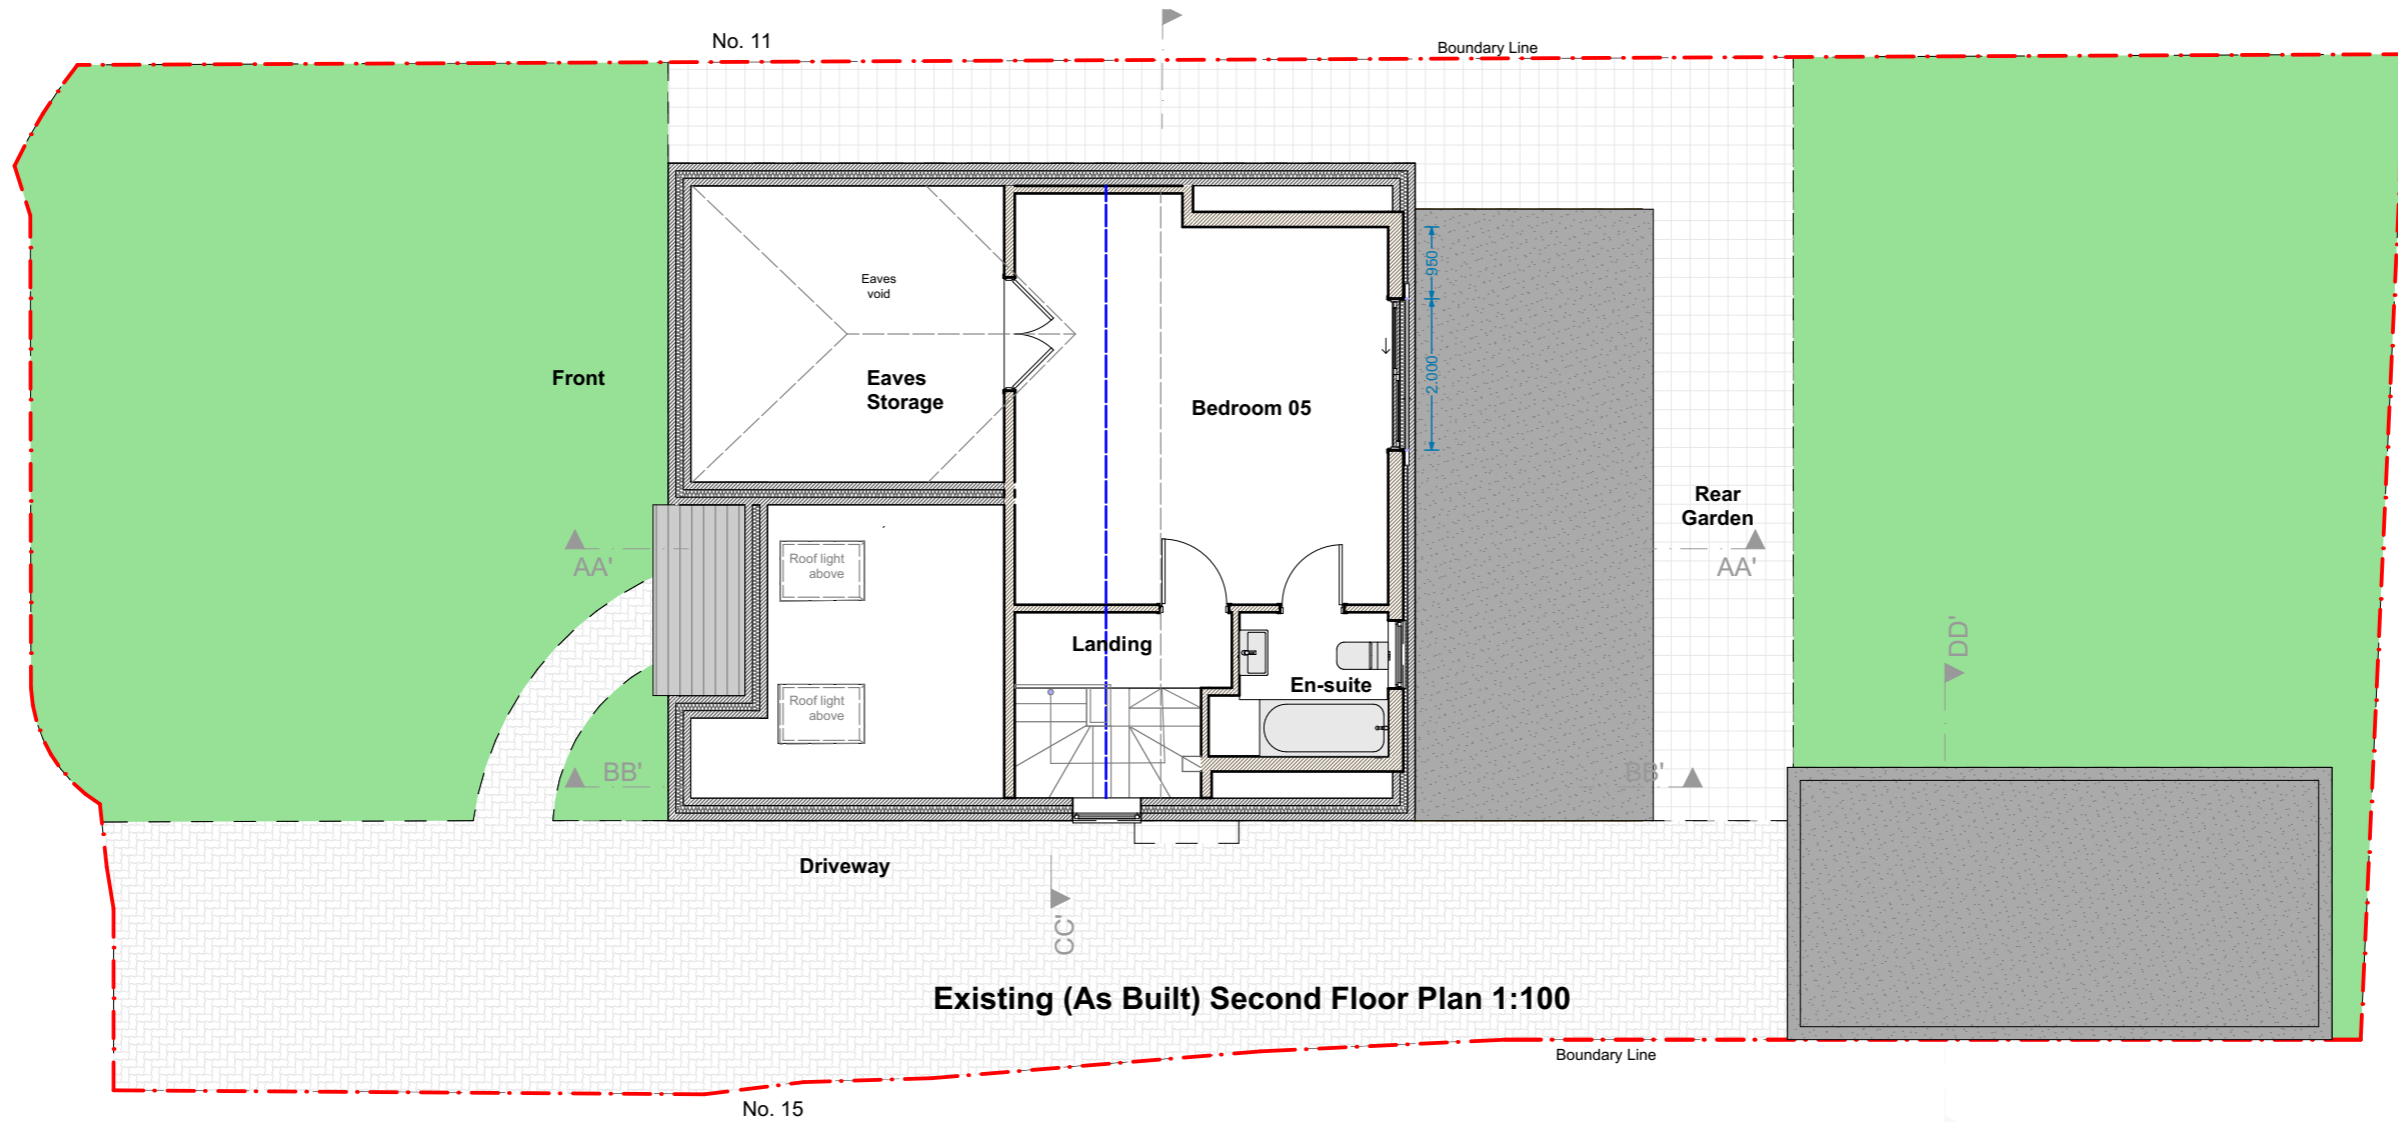 No. 11
Boundary Line
Eaves
void
950
2.000
Front
Eaves
Storage
Bedroom 05
Rear
Garden
AA'
AA'
Roof light
above
Landing
En-suite
DD'
Roof light
above
BB'
BB'
Driveway
CC'
Existing (As Built) Second Floor Plan 1:100
Boundary Line
No. 15